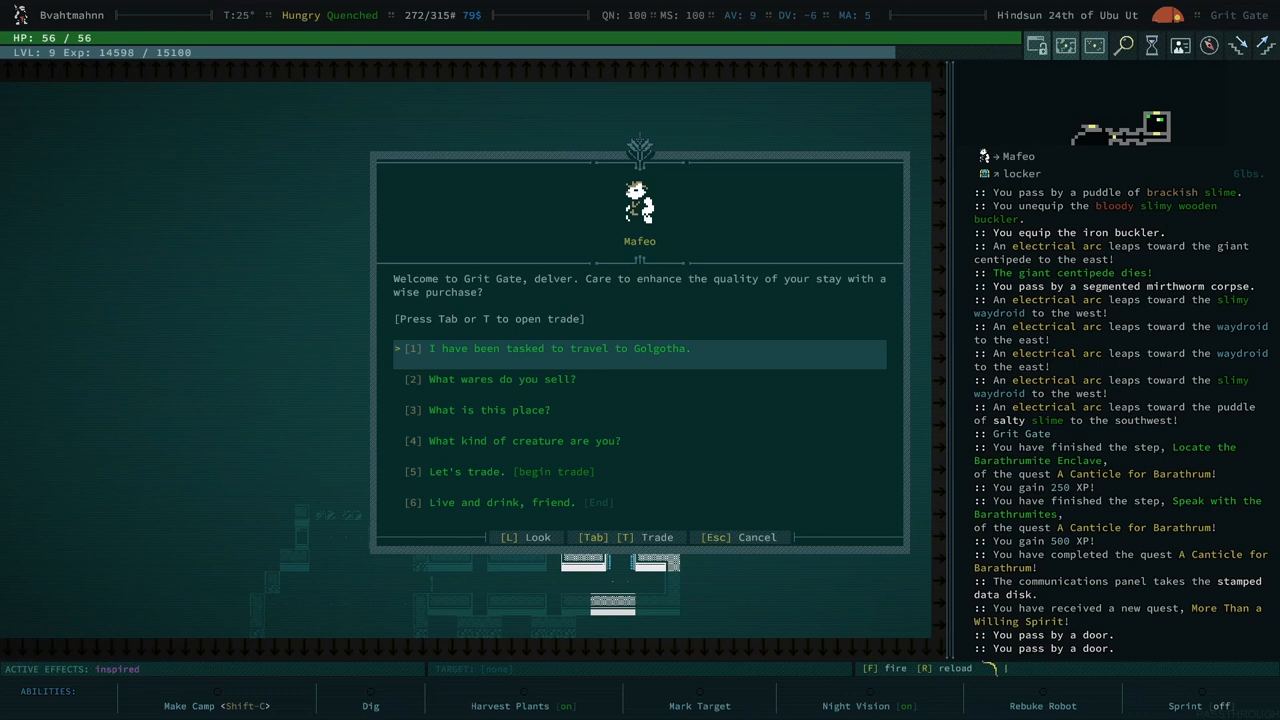 Bvahtmahnn T:25° :: Hungry Quenched :: 272/315# 79$ QN: 100 :: MS: 100 :: AV: 9 :: DV: -6 :: MA: 5 Hindsun 24th of Ubu Ut :: Grit Gate
HP: 56 / 56
LVL: 9 Exp: 14598 / 15100
Mafeo
Welcome to Grit Gate, delver. Care to enhance the quality of your stay with a
wise purchase?
[Press Tab or T to open trade]
> [1] I have been tasked to travel to Golgotha.
[2] What wares do you sell?
[3] What is this place?
[4] What kind of creature are you?
[5] Let's trade. [begin trade]
[6] Live and drink, friend. [End]
[L] Look [Tab] [T] Trade [Esc] Cancel
Mafeo
locker 6lbs.
:: You pass by a puddle of brackish slime.
:: You unequip the bloody slimy wooden
buckler.
:: You equip the iron buckler.
:: An electrical arc leaps toward the giant
centipede to the east!
:: The giant centipede dies!
:: You pass by a segmented mirthworm corpse.
:: An electrical arc leaps toward the slimy
waydroid to the west!
:: An electrical arc leaps toward the waydroid
to the east!
:: An electrical arc leaps toward the waydroid
to the east!
:: An electrical arc leaps toward the slimy
waydroid to the west!
:: An electrical arc leaps toward the puddle
of salty slime to the southwest!
:: Grit Gate
:: You have finished the step, Locate the
Barathrumite Enclave,
of the quest A Canticle for Barathrum!
:: You gain 250 XP!
:: You have finished the step, Speak with the
Barathrumites,
of the quest A Canticle for Barathrum!
:: You gain 500 XP!
:: You have completed the quest A Canticle for
Barathrum!
:: The communications panel takes the stamped
data disk.
:: You have received a new quest, More Than a
Willing Spirit!
:: You pass by a door.
:: You pass by a door.
ACTIVE EFFECTS: inspired TARGET: [none] [F] fire [R] reload
ABILITIES: Make Camp <Shift-C> Dig Harvest Plants [on] Mark Target Night Vision [on] Rebuke Robot Sprint [off]